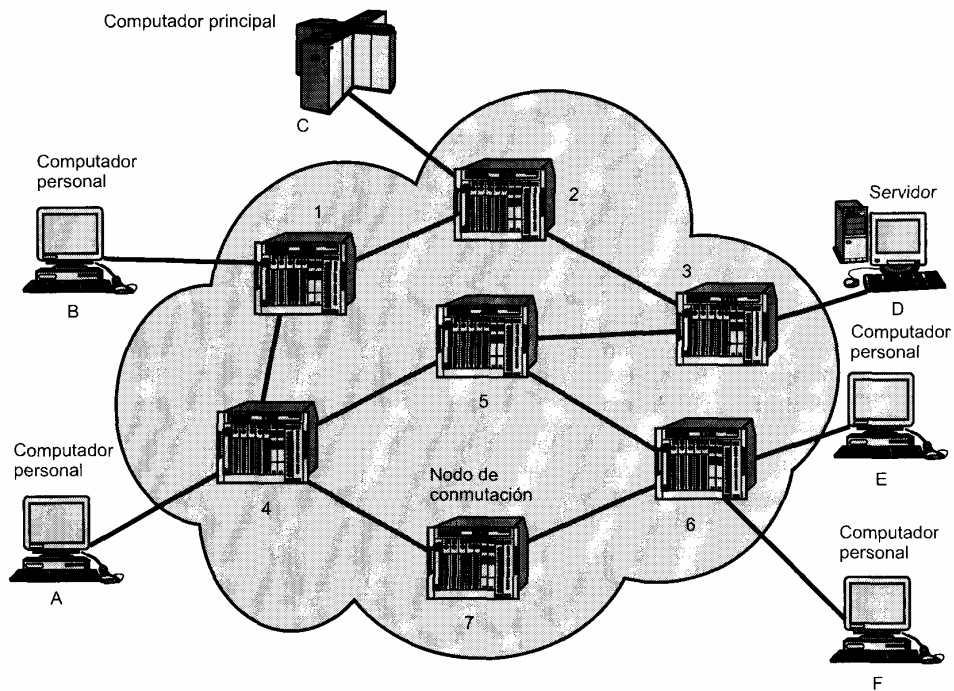 Computador principal
C
Computador
personal
B
1
2
Servidor
D
3
Computador
personal
E
5
Computador
personal
A
4
Nodo de
conmutación
7
6
Computador
personal
F